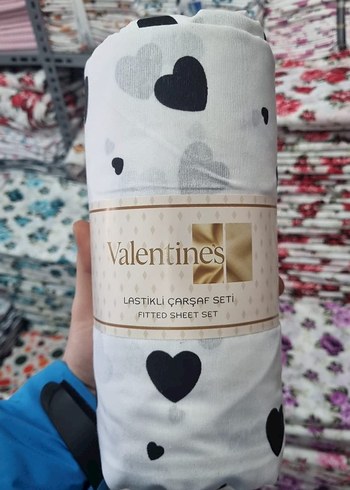 Valentine's
LASTİKLİ ÇARŞAF SETİ
FITTED SHEET SET